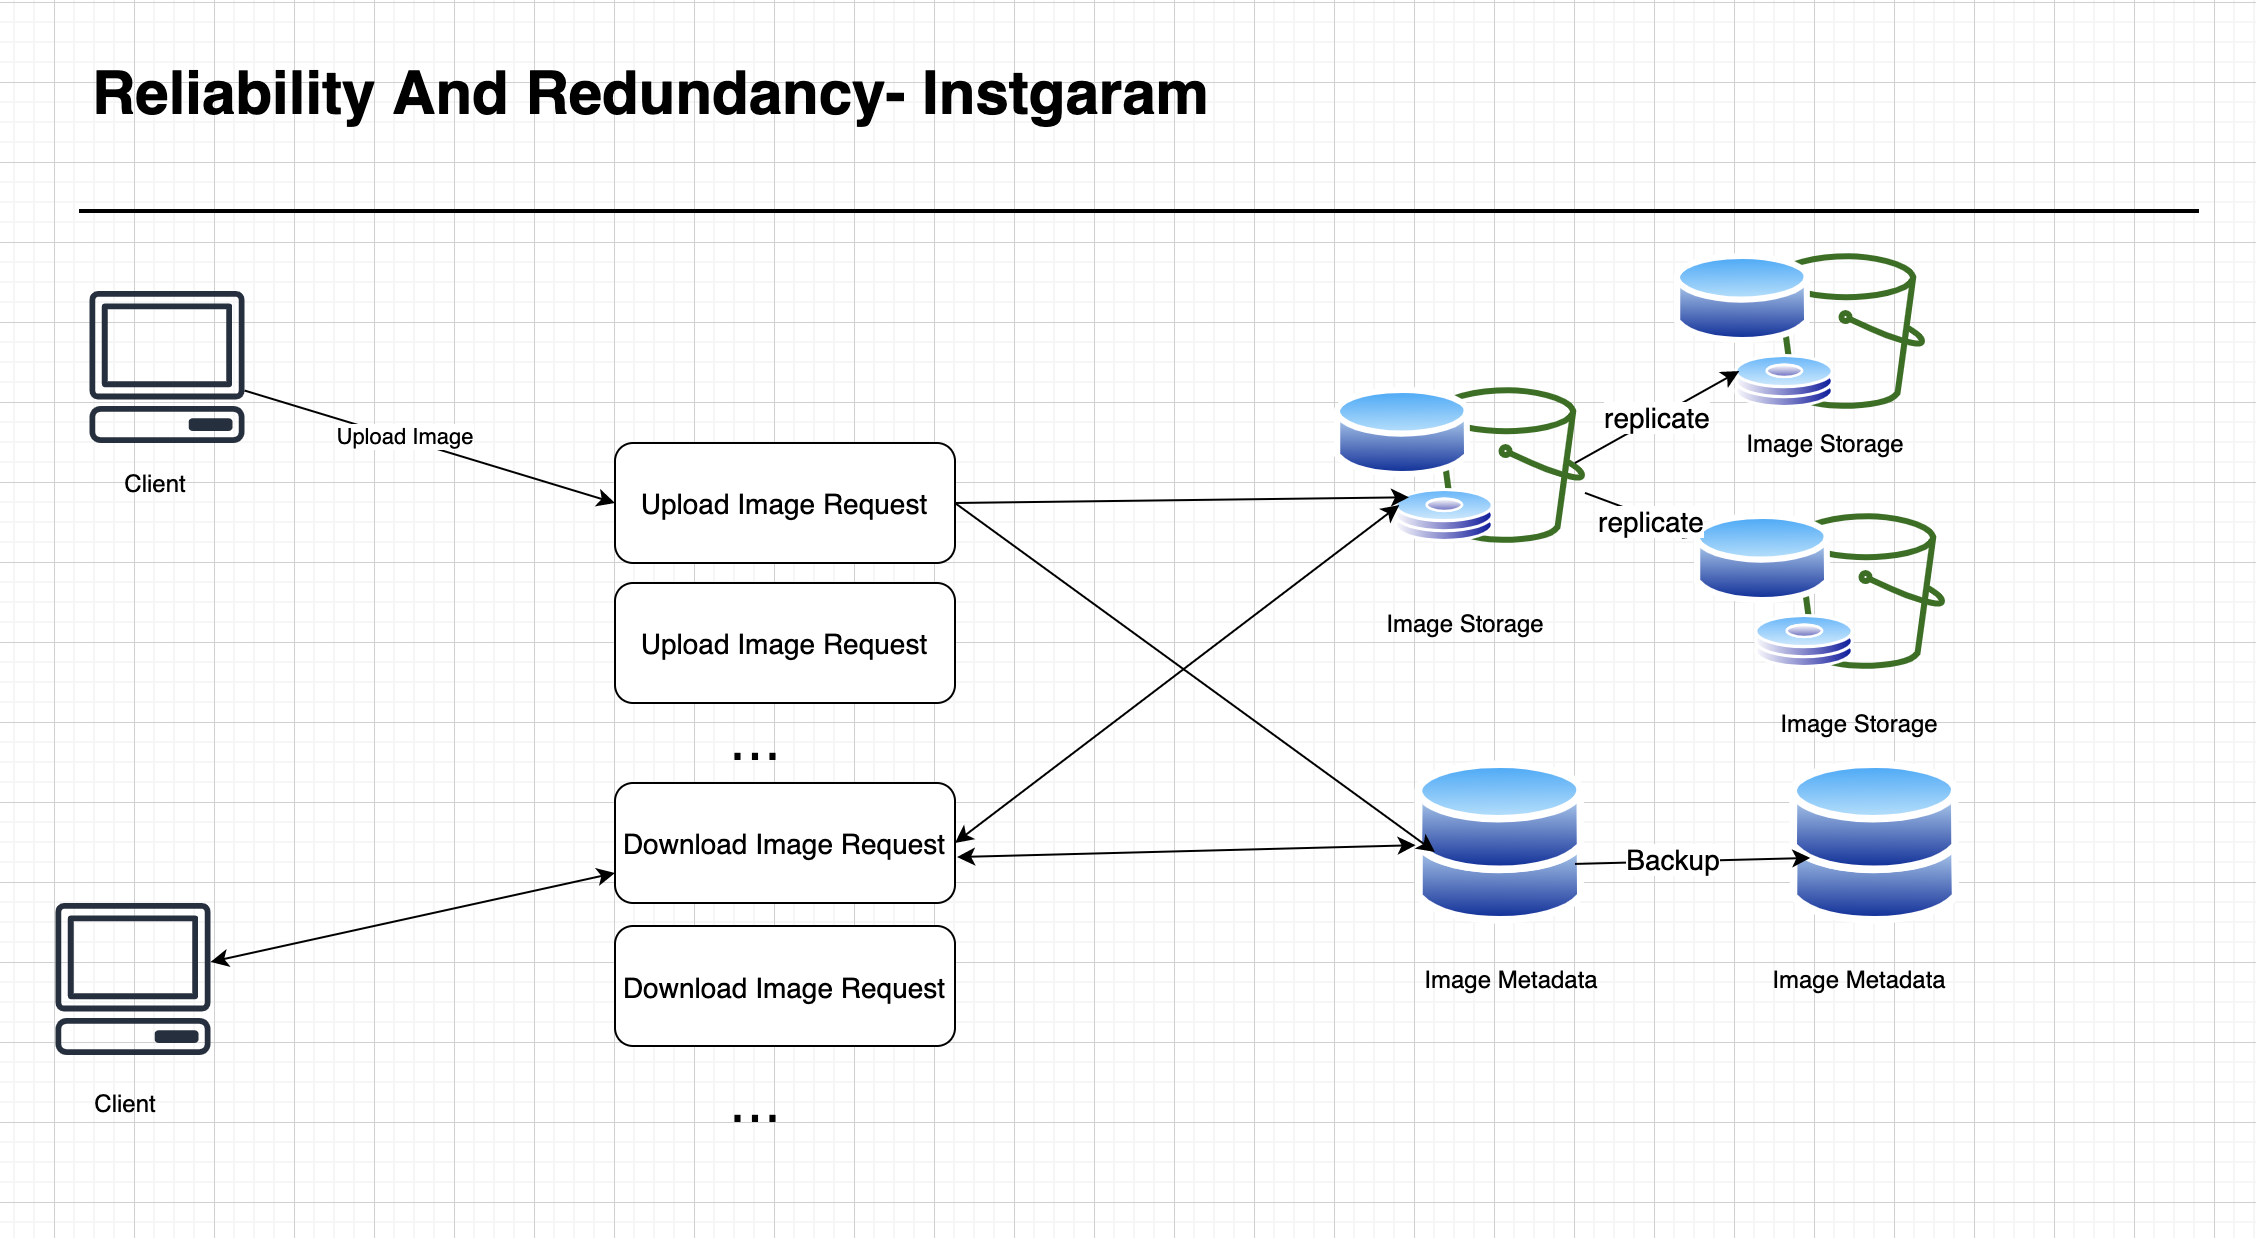 Reliability And Redundancy- Instgaram
Client
Upload Image
Upload Image Request
Upload Image Request
...
Download Image Request
Download Image Request
...
Client
Image Storage
replicate
Image Storage
replicate
Image Storage
Image Metadata
Backup
Image Metadata